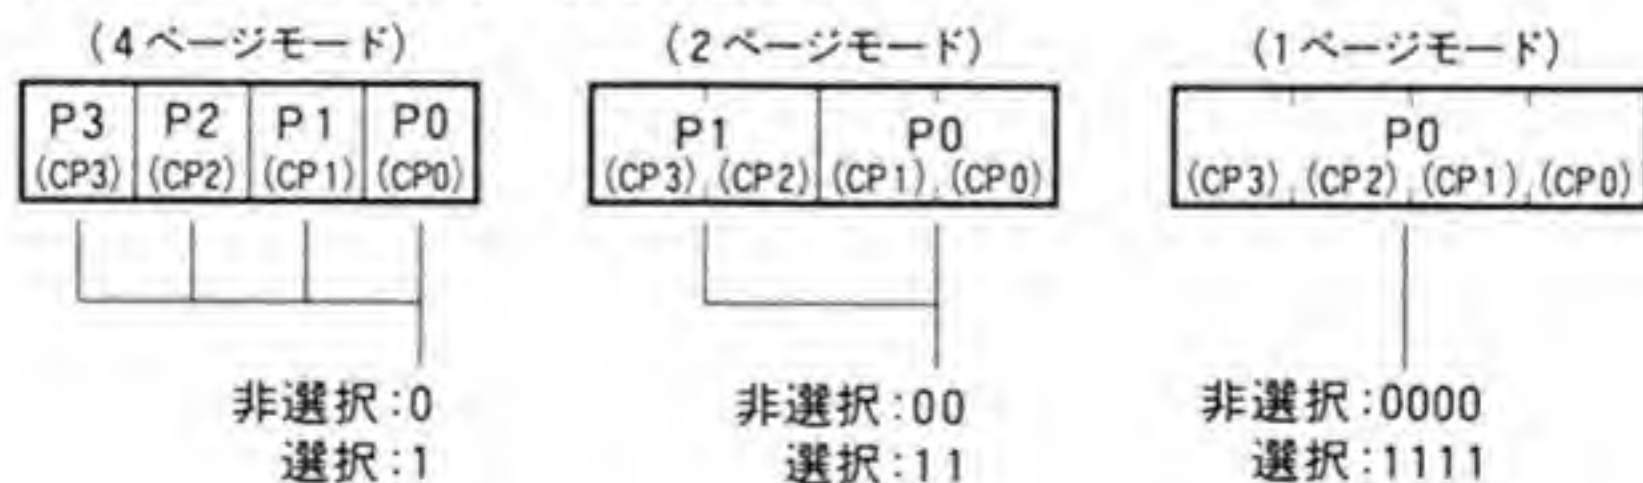 (4ページモード) (2ページモード) (1ページモード)
P3 P2 P1 P0 P1 P0 P0
(CP3) (CP2) (CP1) (CP0) (CP3) (CP2) (CP1) (CP0) (CP3) (CP2) (CP1) (CP0)
非選択:0 非選択:00 非選択:0000
選択:1 選択:11 選択:1111